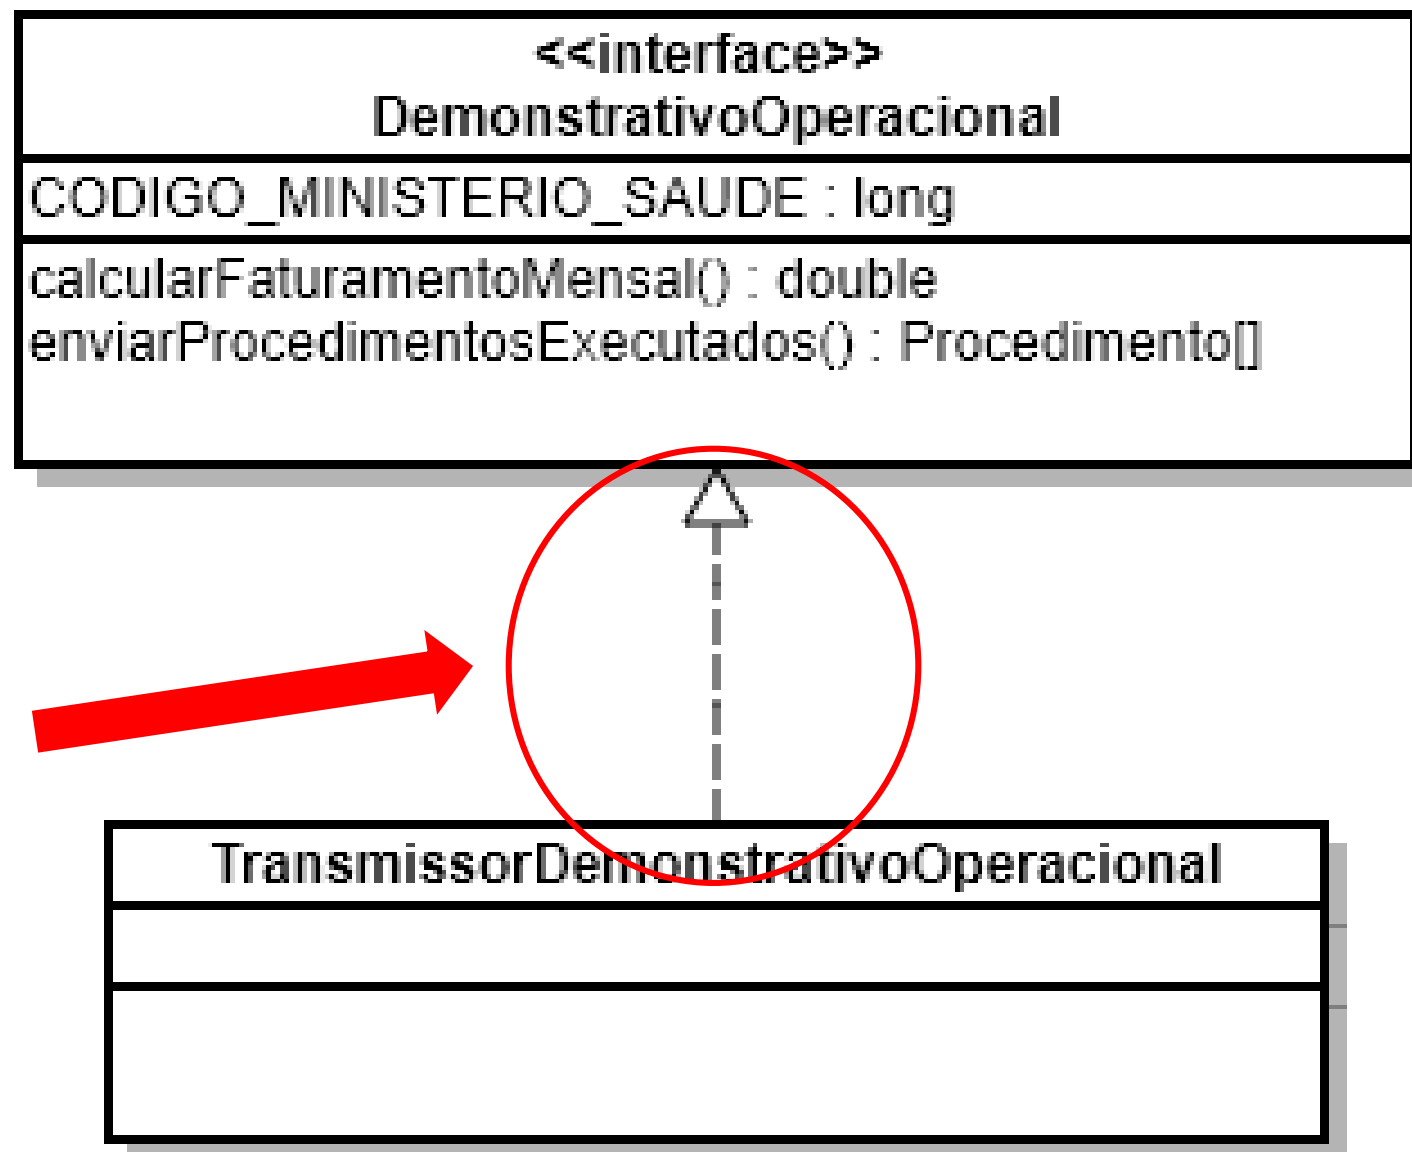 <<interface>>
DemonstrativoOperacional
CODIGO_MINISTERIO_SAUDE : long
calcularFaturamentoMensal() : double
enviarProcedimentosExecutados() : Procedimento[]
TransmissorDemonstrativoOperacional